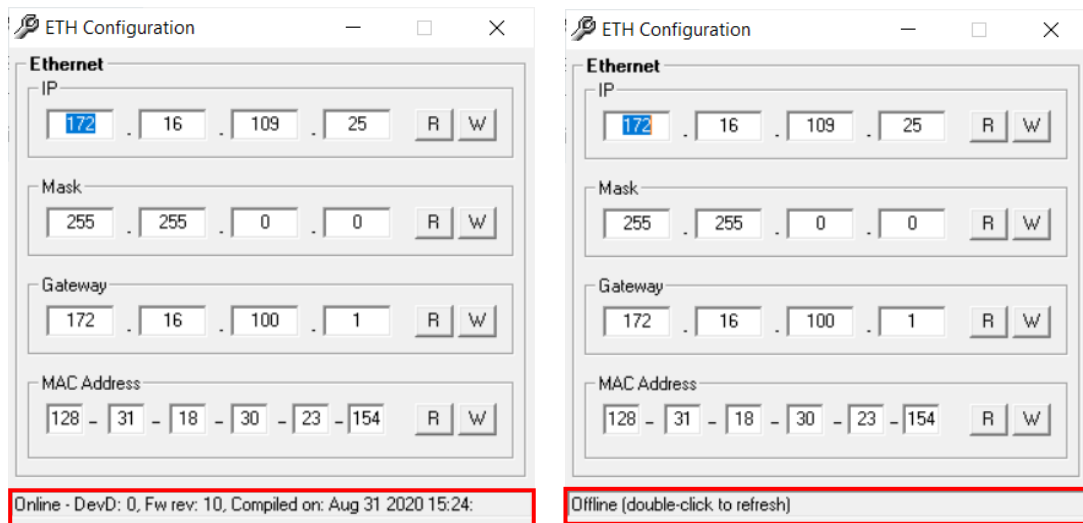 ETH Configuration
Ethernet
IP
172 . 16 . 109 . 25 R W
Mask
255 . 255 . 0 . 0 R W
Gateway
172 . 16 . 100 . 1 R W
MAC Address
128 - 31 - 18 - 30 - 23 - 154 R W
Online - DevD: 0, Fw rev: 10, Compiled on: Aug 31 2020 15:24:
ETH Configuration
Ethernet
IP
172 . 16 . 109 . 25 R W
Mask
255 . 255 . 0 . 0 R W
Gateway
172 . 16 . 100 . 1 R W
MAC Address
128 - 31 - 18 - 30 - 23 - 154 R W
Offline (double-click to refresh)